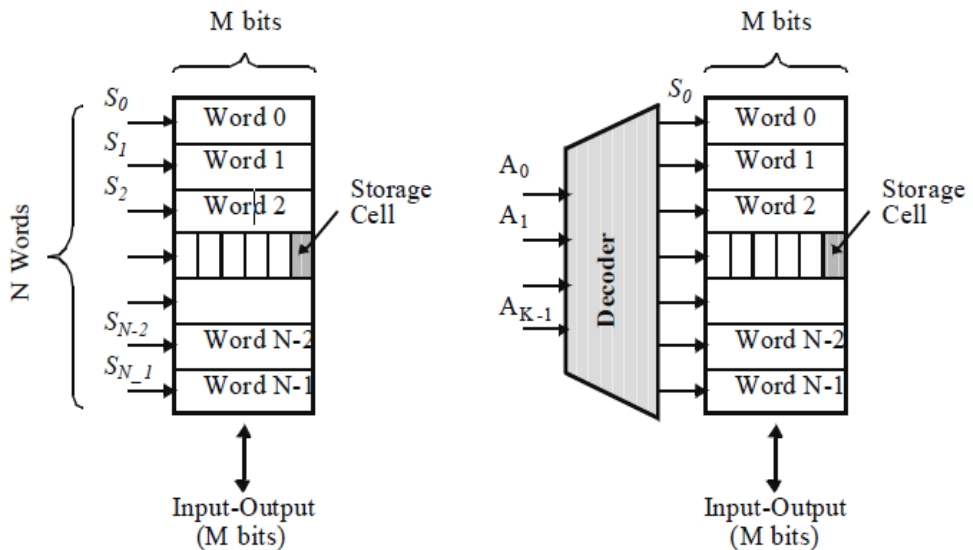 M bits
S0
S1
S2
N Words
SN-2
SN_1
Word 0
Word 1
Word 2
Word N-2
Word N-1
Storage
Cell
Input-Output
(M bits)
M bits
A0
A1
AK-1
Decoder
S0
Word 0
Word 1
Word 2
Word N-2
Word N-1
Storage
Cell
Input-Output
(M bits)